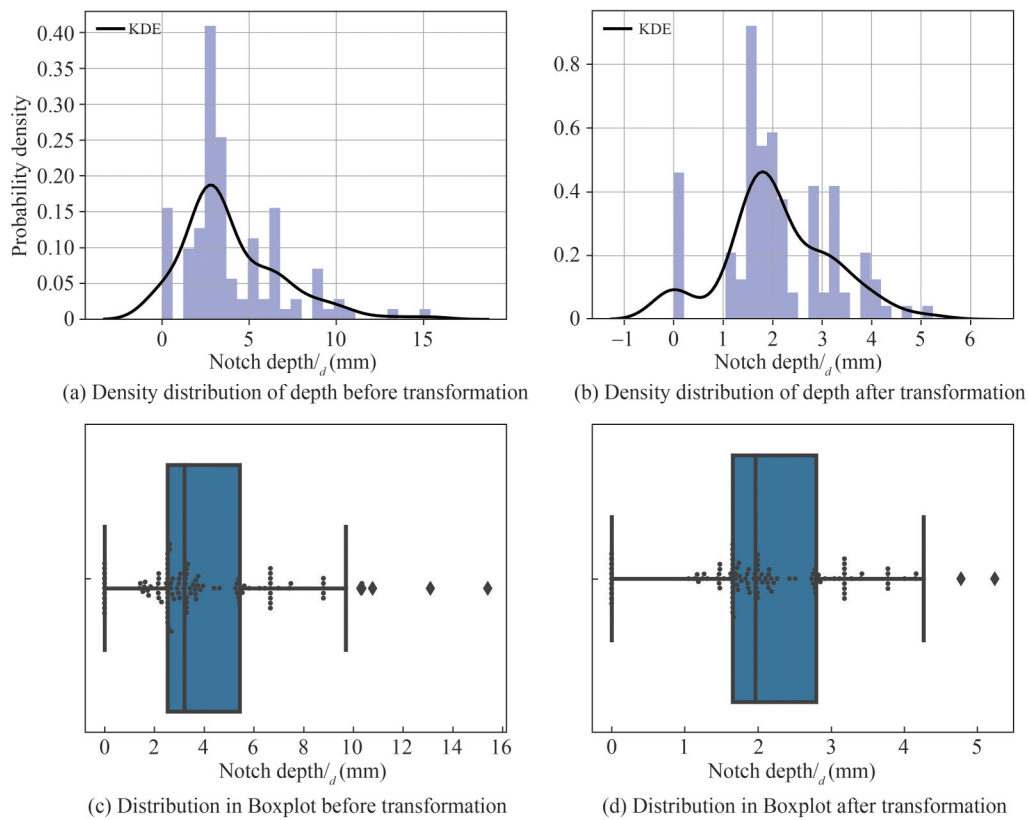 KDE
0.40
0.35
0.30
0.25
0.20
0.15
0.10
0.05
0
Probability density
0 5 10 15
Notch depth/d (mm)
(a) Density distribution of depth before transformation
KDE
0.8
0.6
0.4
0.2
0
−1 0 1 2 3 4 5 6
Notch depth/d (mm)
(b) Density distribution of depth after transformation
0 2 4 6 8 10 12 14 16
Notch depth/d (mm)
(c) Distribution in Boxplot before transformation
0 1 2 3 4 5
Notch depth/d (mm)
(d) Distribution in Boxplot after transformation